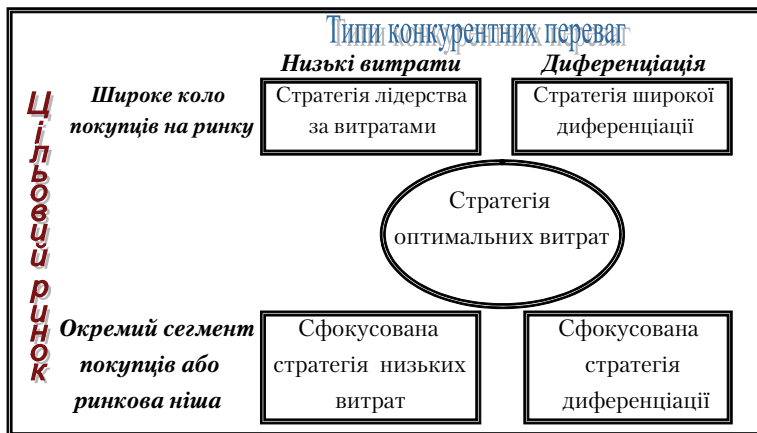 Типи конкурентних переваг
Низькі витрати
Диференціація
Цільовий ринок
Широке коло
покупців на ринку
Стратегія лідерства
за витратами
Стратегія широкої
диференціації
Стратегія
оптимальних витрат
Окремий сегмент
покупців або
ринкова ніша
Сфокусована
стратегія низьких
витрат
Сфокусована
стратегія
диференціації